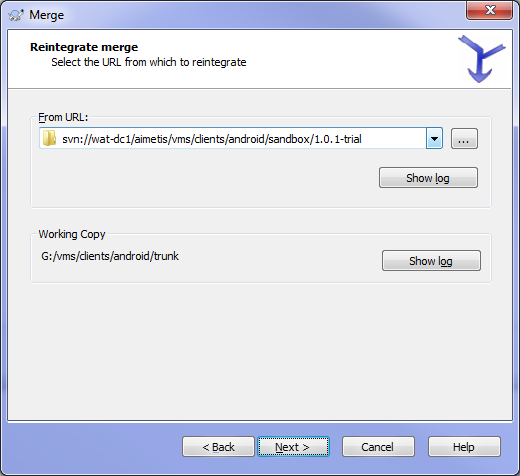 Merge
Reintegrate merge
Select the URL from which to reintegrate
From URL:
svn://wat-dc1/aimetis/vms/clients/android/sandbox/1.0.1-trial
...
Show log
Working Copy
G:/vms/clients/android/trunk
Show log
< Back Next > Cancel Help